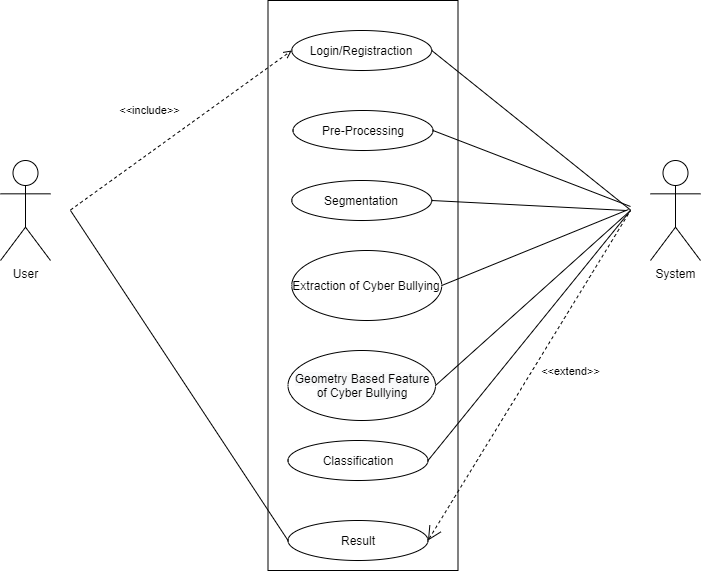 Login/Registraction
<<include>>
Pre-Processing
Segmentation
User
System
Extraction of Cyber Bullying
<<extend>>
Geometry Based Feature
of Cyber Bullying
Classification
Result